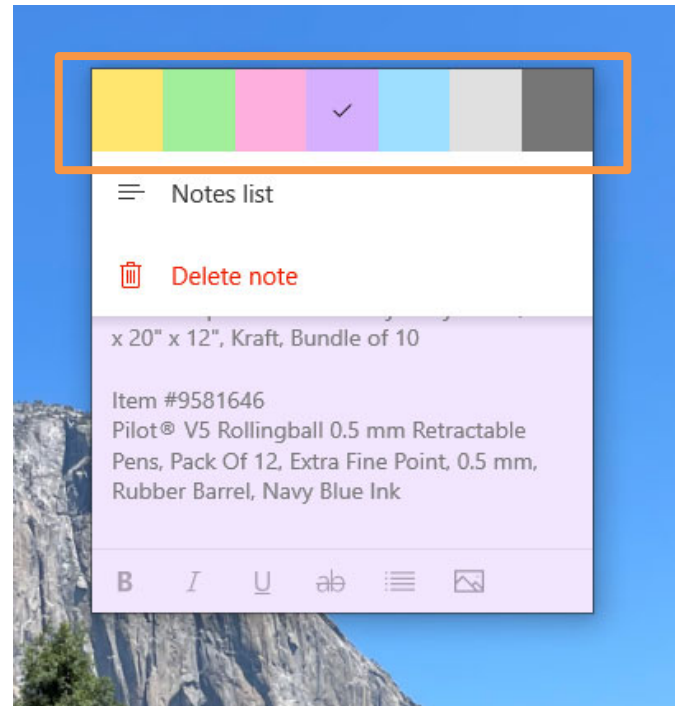 Notes list
Delete note
x 20" x 12", Kraft, Bundle of 10
Item #9581646
Pilot® V5 Rollingball 0.5 mm Retractable
Pens, Pack Of 12, Extra Fine Point, 0.5 mm,
Rubber Barrel, Navy Blue Ink
B I U ab